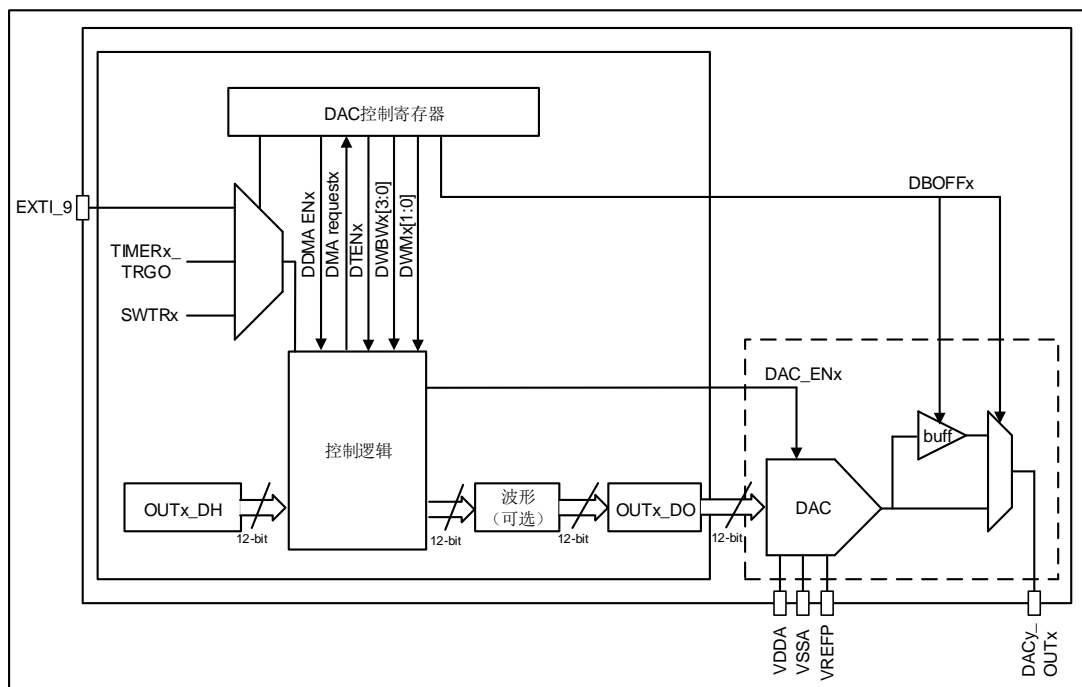 DAC控制寄存器
DBOFFx
EXTI_9
TIMERx_
TRGO
SWTRx
DDMA ENx
DMA requestx
DTENx
DWBWx[3:0]
DWMx[1:0]
DAC_ENx
buff
控制逻辑
OUTx_DH
12-bit
12-bit
波形
（可选）
12-bit
OUTx_DO
12-bit
DAC
VDDA
VSSA
VREFP
DACy_
OUTx